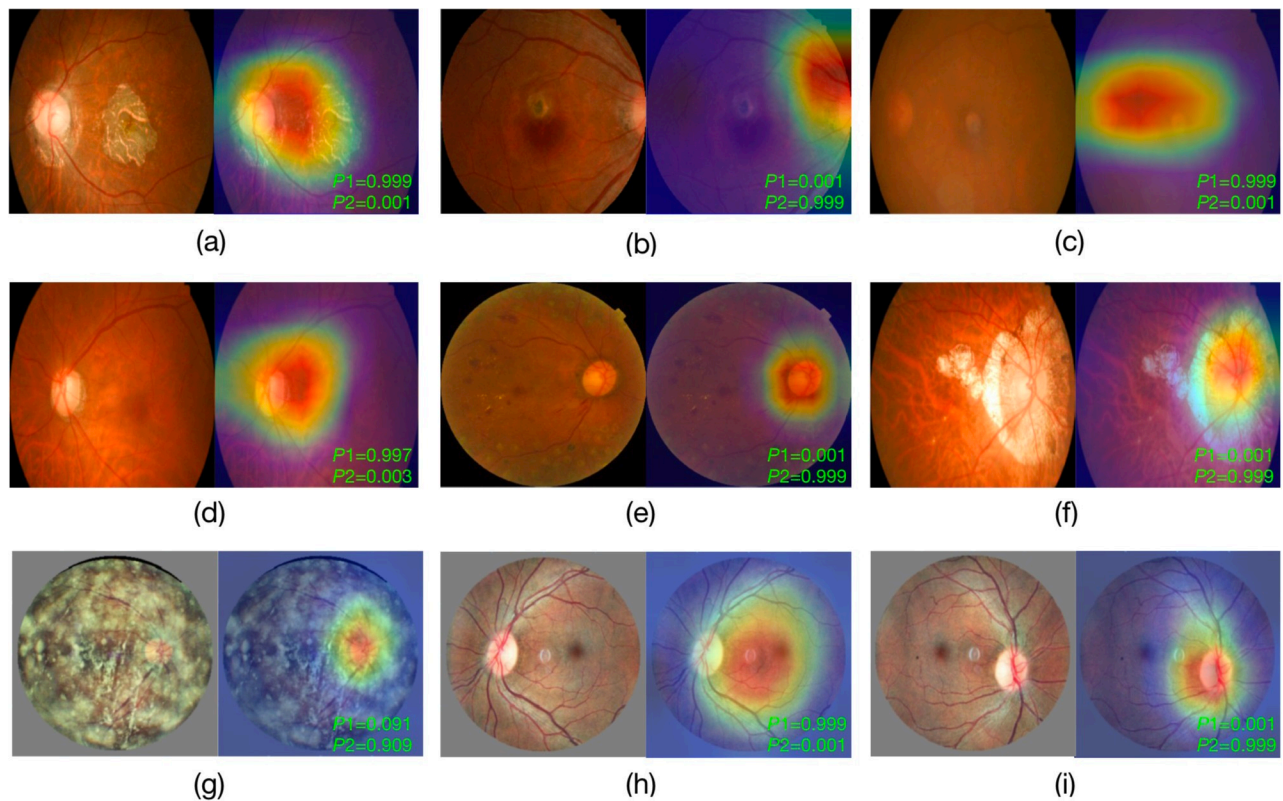 P1=0.999
P2=0.001
P1=0.001
P2=0.999
P1=0.999
P2=0.001
(a)
(b)
(c)
P1=0.997
P2=0.003
P1=0.001
P2=0.999
P1=0.001
P2=0.999
(d)
(e)
(f)
P1=0.091
P2=0.909
P1=0.999
P2=0.001
P1=0.001
P2=0.999
(g)
(h)
(i)